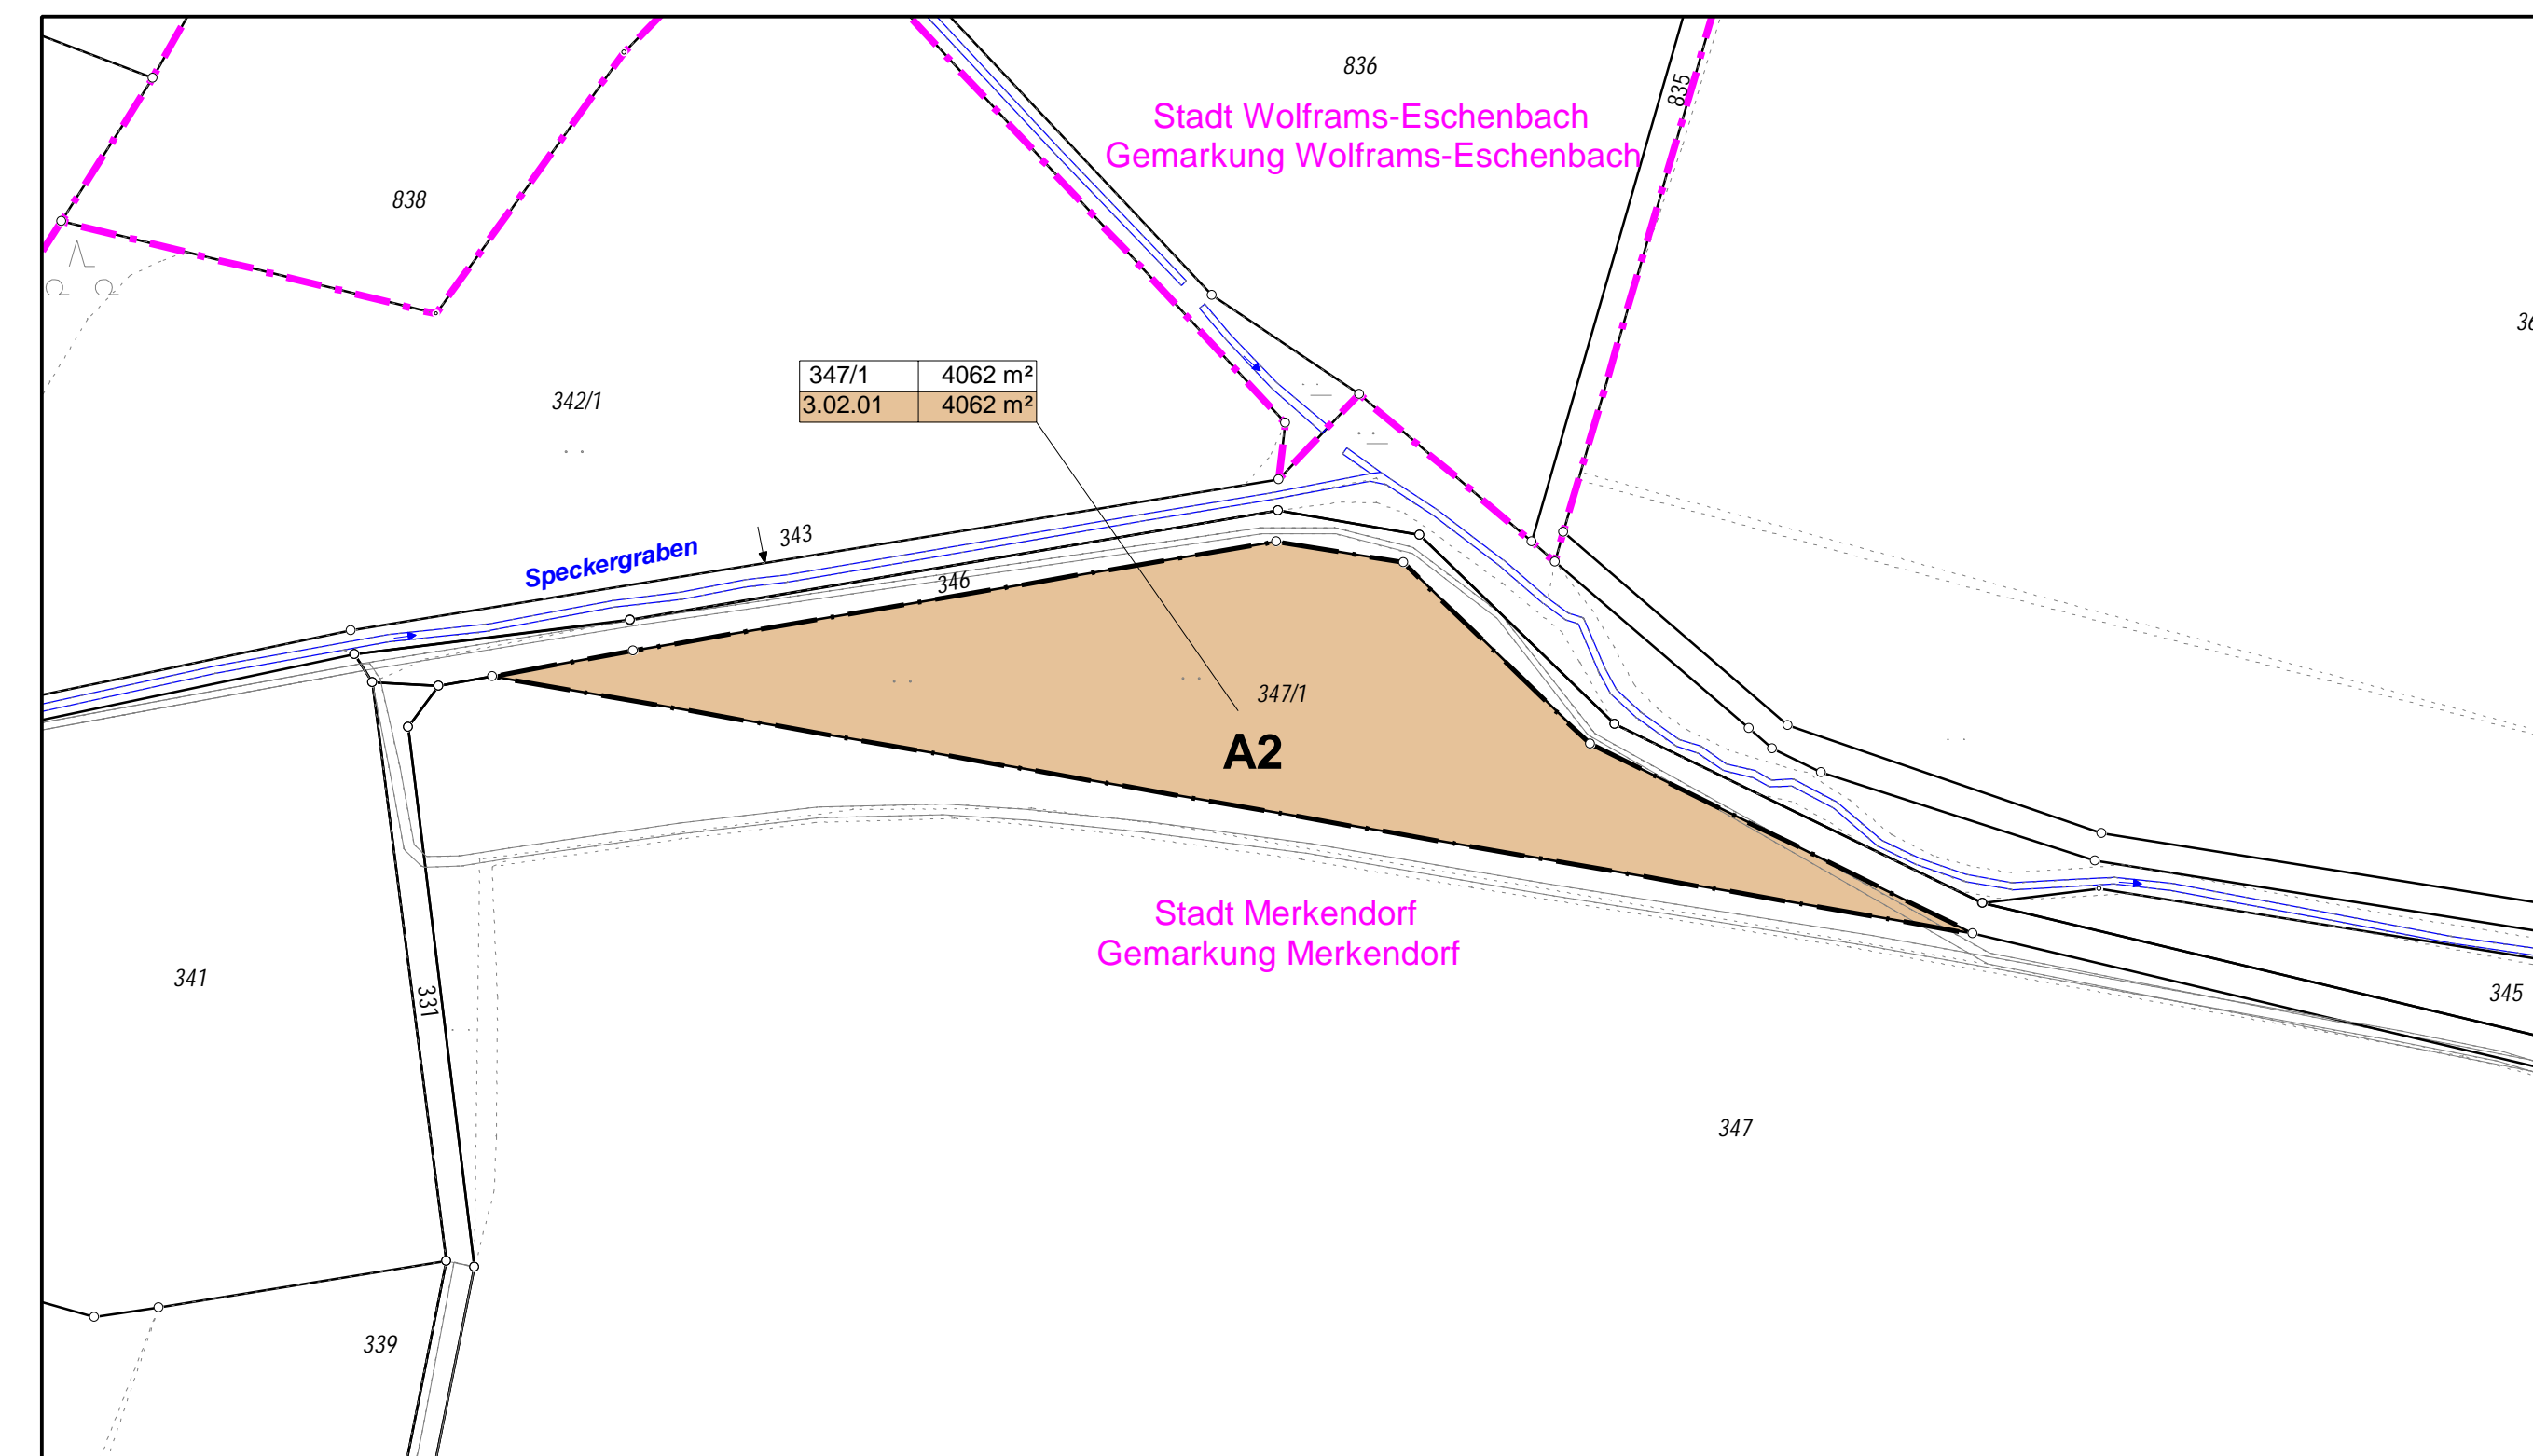 836
835
Stadt Wolframs-Eschenbach
Gemarkung Wolframs-Eschenbach
838
347/1 4062 m²
3.02.01 4062 m²
342/1
343
Speckergraben
346
347/1
A2
Stadt Merkendorf
Gemarkung Merkendorf
341
331
345
347
339